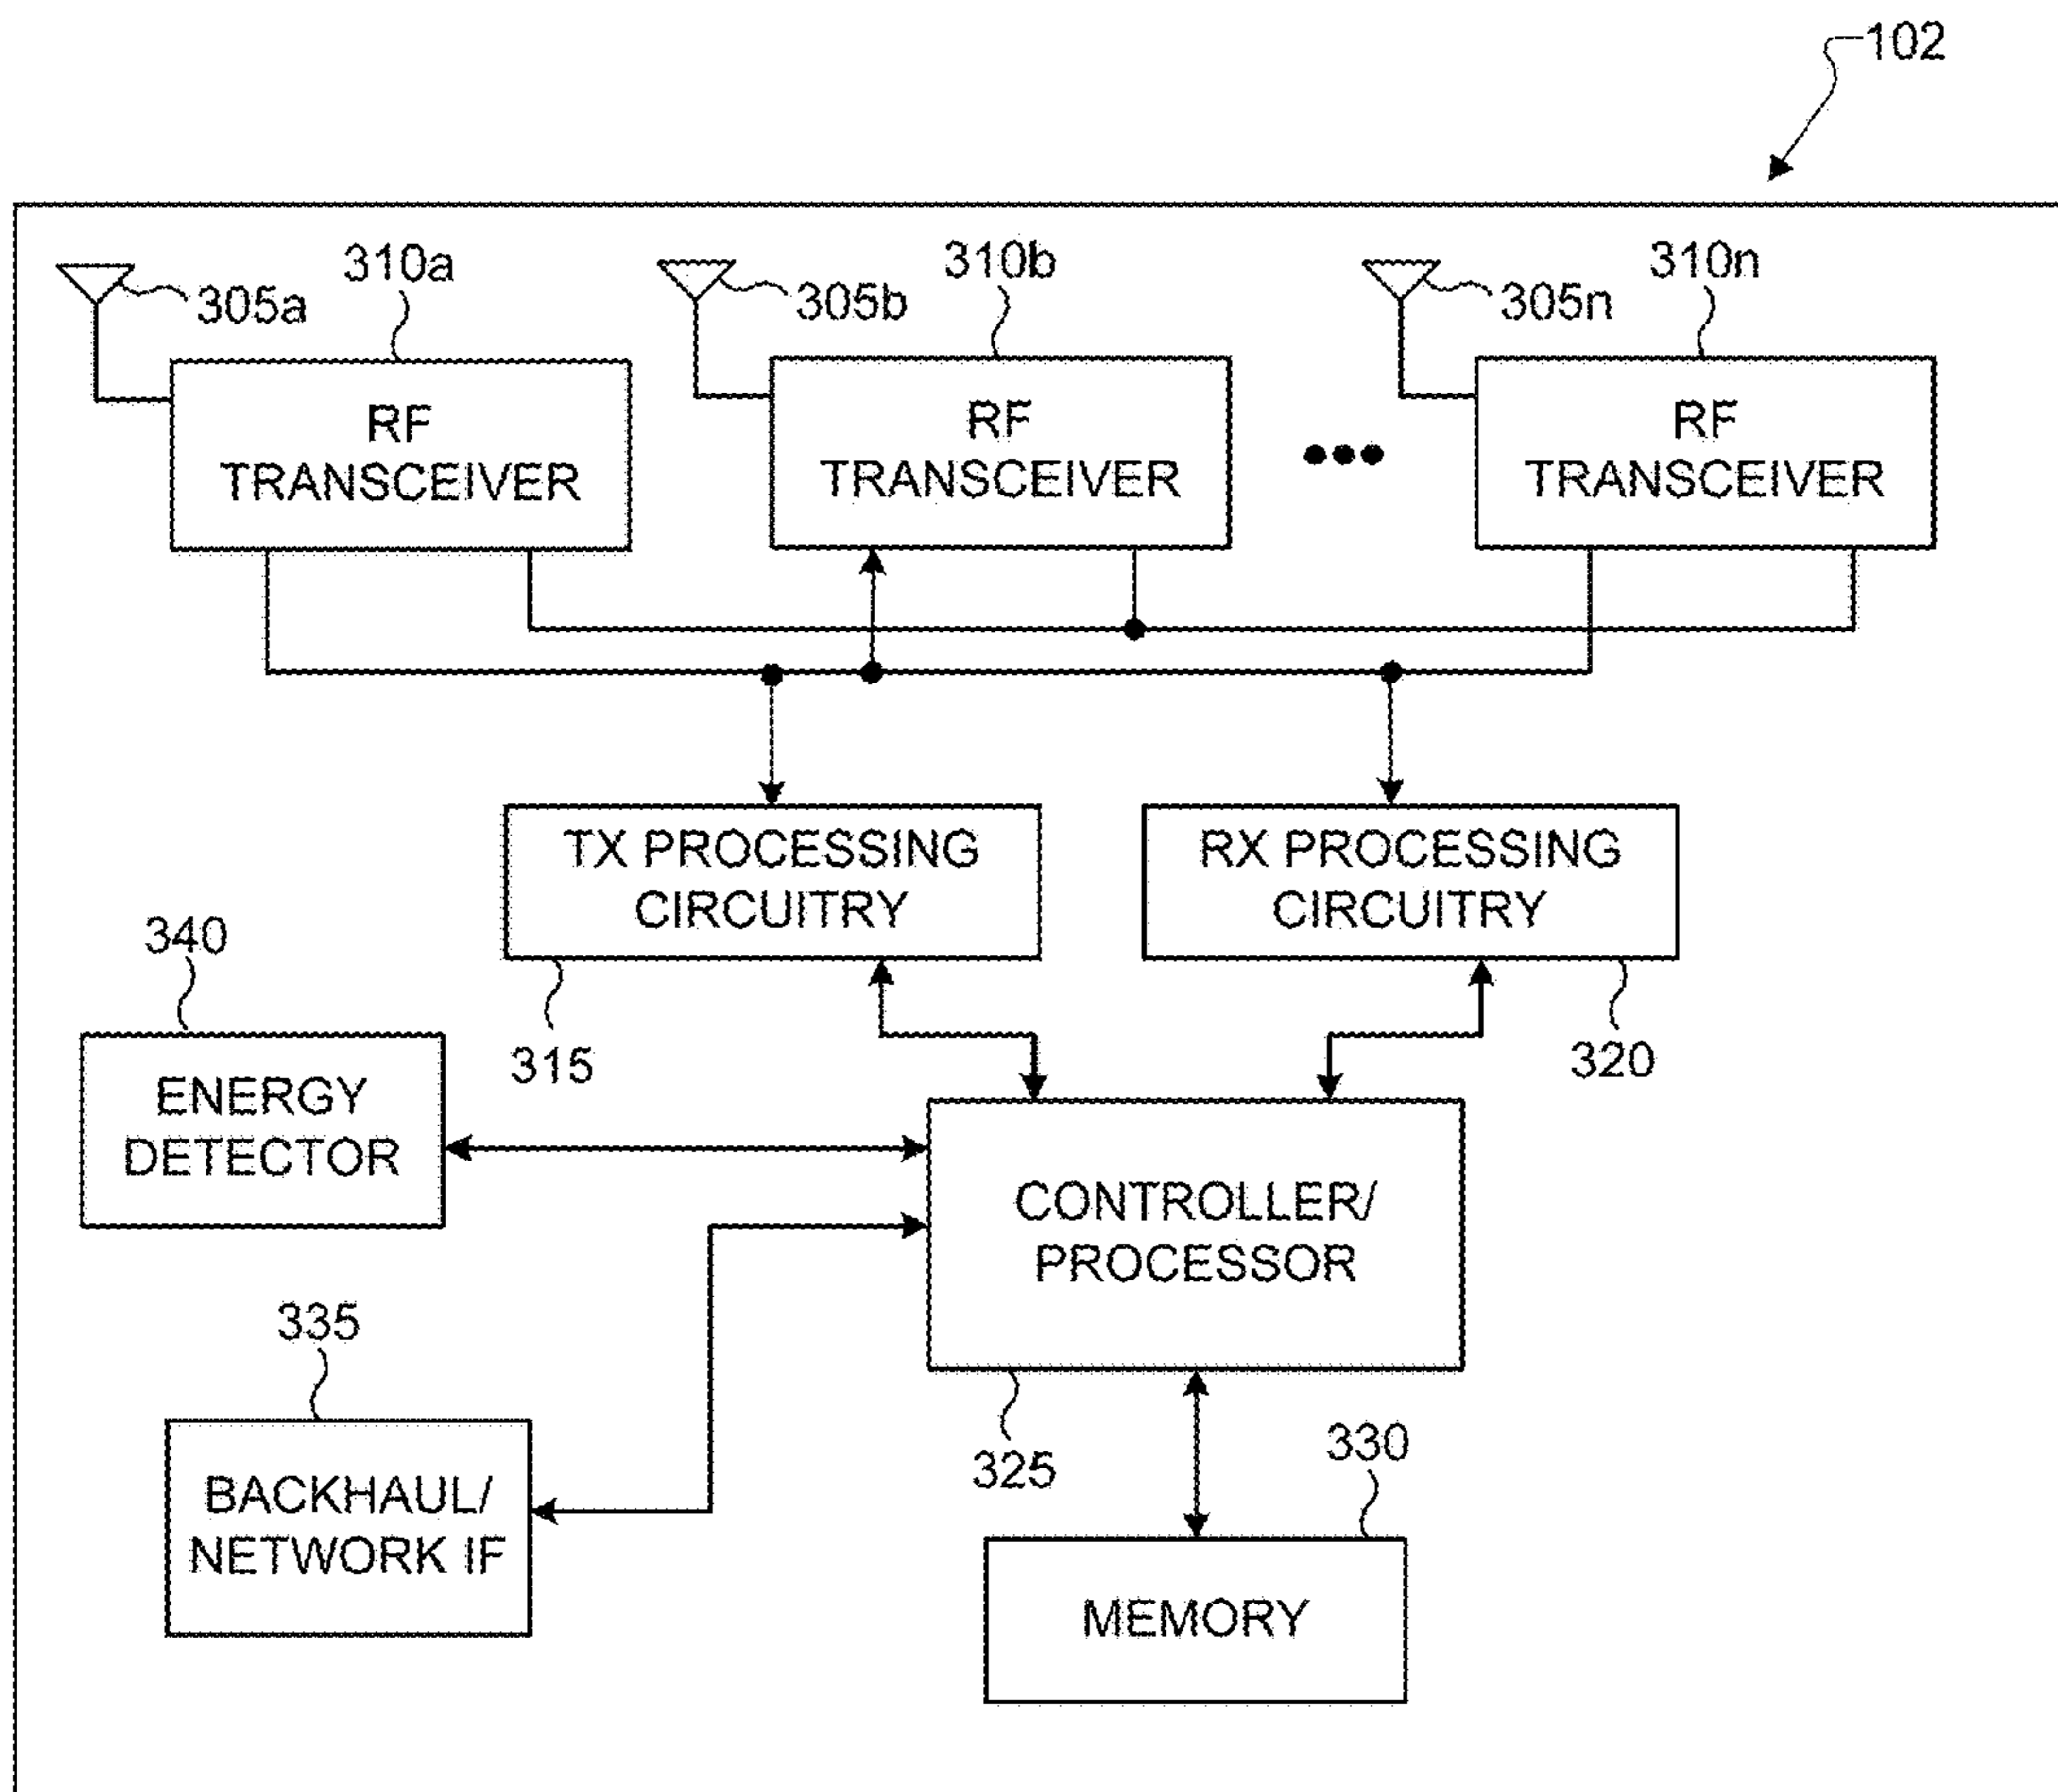 102
310a
310b
310n
305a
305b
305n
RF
TRANSCEIVER
RF
TRANSCEIVER
RF
TRANSCEIVER
TX PROCESSING
CIRCUITRY
RX PROCESSING
CIRCUITRY
340
315
320
ENERGY
DETECTOR
CONTROLLER/
PROCESSOR
335
325
330
BACKHAUL/
NETWORK IF
MEMORY